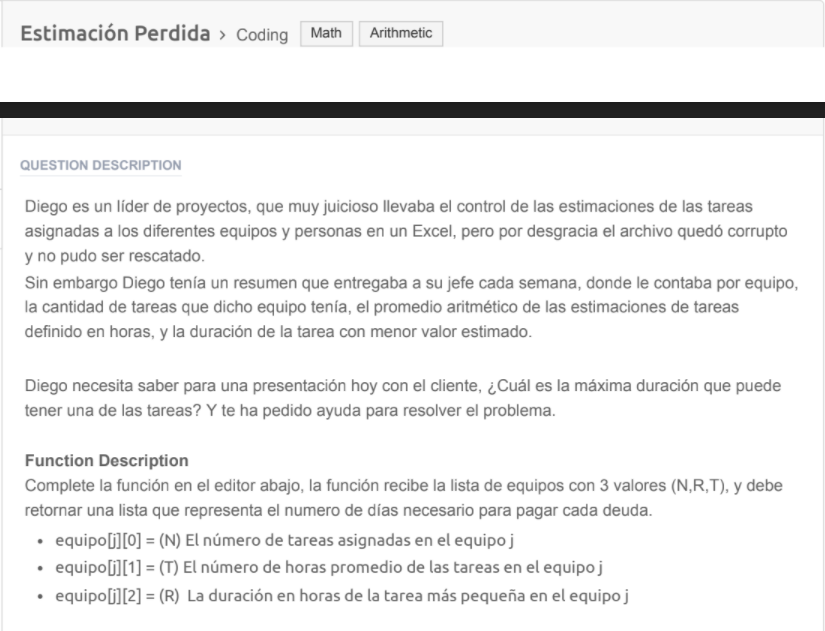 Estimación Perdida › Coding Math Arithmetic
QUESTION DESCRIPTION
Diego es un líder de proyectos, que muy juicioso llevaba el control de las estimaciones de las tareas
asignadas a los diferentes equipos y personas en un Excel, pero por desgracia el archivo quedó corrupto
y no pudo ser rescatado.
Sin embargo Diego tenía un resumen que entregaba a su jefe cada semana, donde le contaba por equipo,
la cantidad de tareas que dicho equipo tenía, el promedio aritmético de las estimaciones de tareas
definido en horas, y la duración de la tarea con menor valor estimado.
Diego necesita saber para una presentación hoy con el cliente, ¿Cuál es la máxima duración que puede
tener una de las tareas? Y te ha pedido ayuda para resolver el problema.
Function Description
Complete la función en el editor abajo, la función recibe la lista de equipos con 3 valores (N,R,T), y debe
retornar una lista que representa el numero de días necesario para pagar cada deuda.
• equipo[j][0] = (N) El número de tareas asignadas en el equipo j
• equipo[j][1] = (T) El número de horas promedio de las tareas en el equipo j
• equipo[j][2] = (R) La duración en horas de la tarea más pequeña en el equipo j